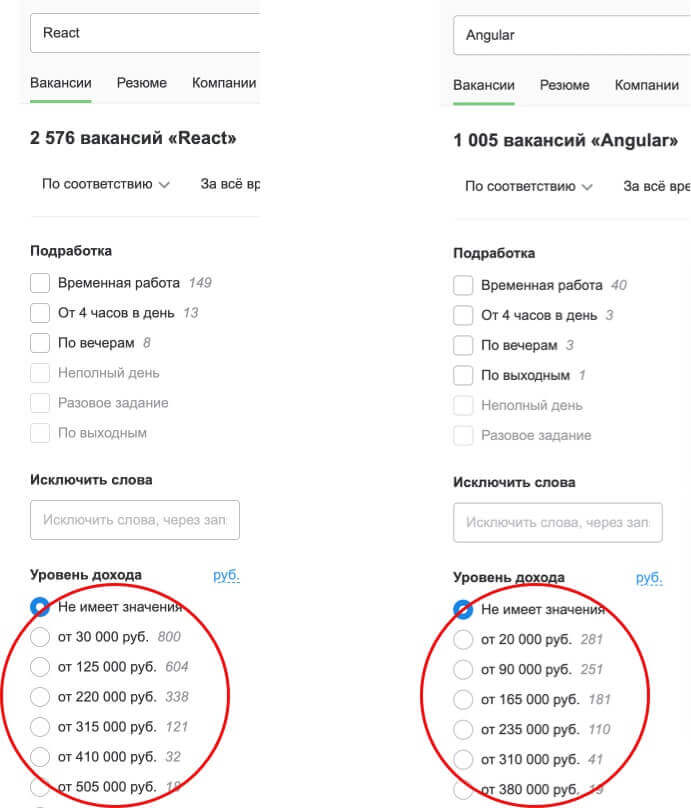 React
Вакансии Резюме Компании
2 576 вакансий «React»
По соответствию За всё вр
Подработка
Временная работа 149
От 4 часов в день 13
По вечерам 8
Неполный день
Разовое задание
По выходным
Исключить слова
Исключить слова, через зап
Уровень дохода руб.
Не имеет значения
от 30 000 руб. 800
от 125 000 руб. 604
от 220 000 руб. 338
от 315 000 руб. 121
от 410 000 руб. 32
от 505 000 руб.
Angular
Вакансии Резюме Компании
1 005 вакансий «Angular»
По соответствию За всё вре
Подработка
Временная работа 40
От 4 часов в день 3
По вечерам 3
По выходным 1
Неполный день
Разовое задание
Исключить слова
Исключить слова, через зап
Уровень дохода руб.
Не имеет значения
от 20 000 руб. 281
от 90 000 руб. 251
от 165 000 руб. 181
от 235 000 руб. 110
от 310 000 руб. 41
от 380 000 руб. 19